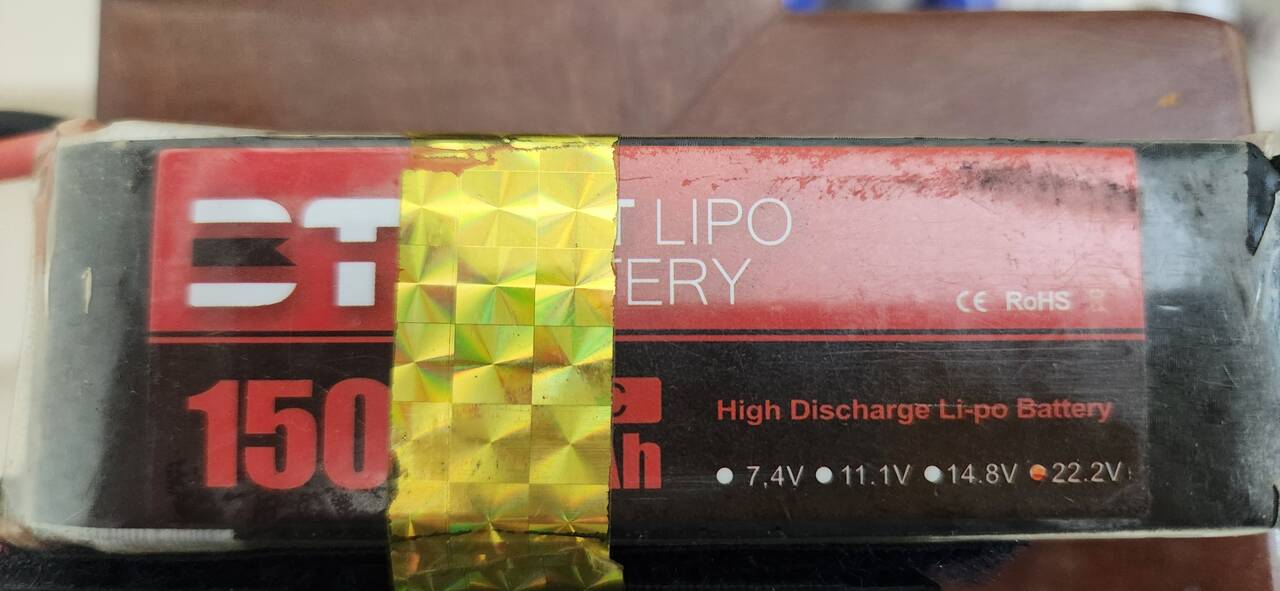 BT T LIPO
TERY
CE RoHS
150 C
Ah
High Discharge Li-po Battery
7.4V 11.1V 14.8V 22.2V